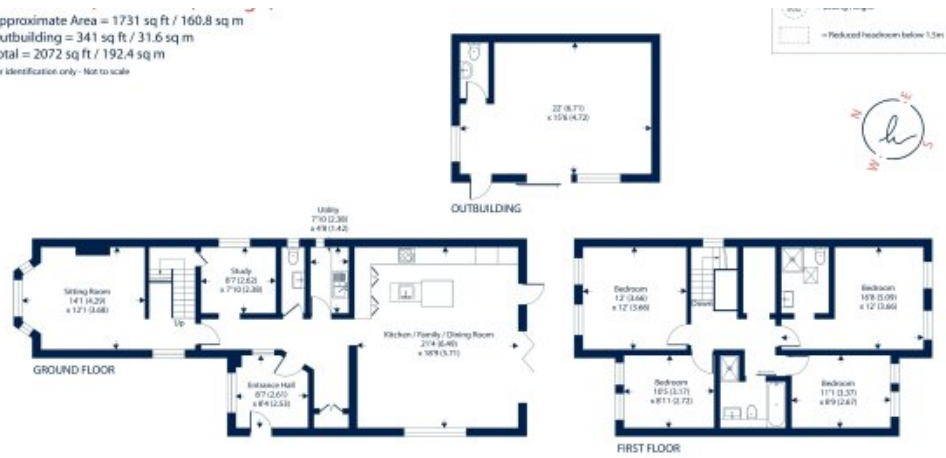 pproximate Area = 1731 sq ft / 160.8 sq m
utbuilding = 341 sq ft / 31.6 sq m
otal = 2072 sq ft / 192.4 sq m
r identification only - Not to scale
= Reduced headroom below 1.5m
N
E
S
W
22' (6.71)
x 15'6 (4.72)
OUTBUILDING
Utility
7'10 (2.38)
x 4'8 (1.42)
Sitting Room
14'1 (4.29)
x 12'1 (3.68)
Up
Study
8'7 (2.62)
x 7'10 (2.38)
Kitchen / Family / Dining Room
21'4 (6.49)
x 18'9 (5.71)
Entrance Hall
8'7 (2.61)
x 8'4 (2.53)
GROUND FLOOR
Bedroom
12' (3.66)
x 12' (3.66)
Down
Bedroom
16'8 (5.09)
x 12' (3.66)
Bedroom
10'5 (3.17)
x 8'11 (2.72)
Bedroom
11'1 (3.37)
x 8'9 (2.67)
FIRST FLOOR